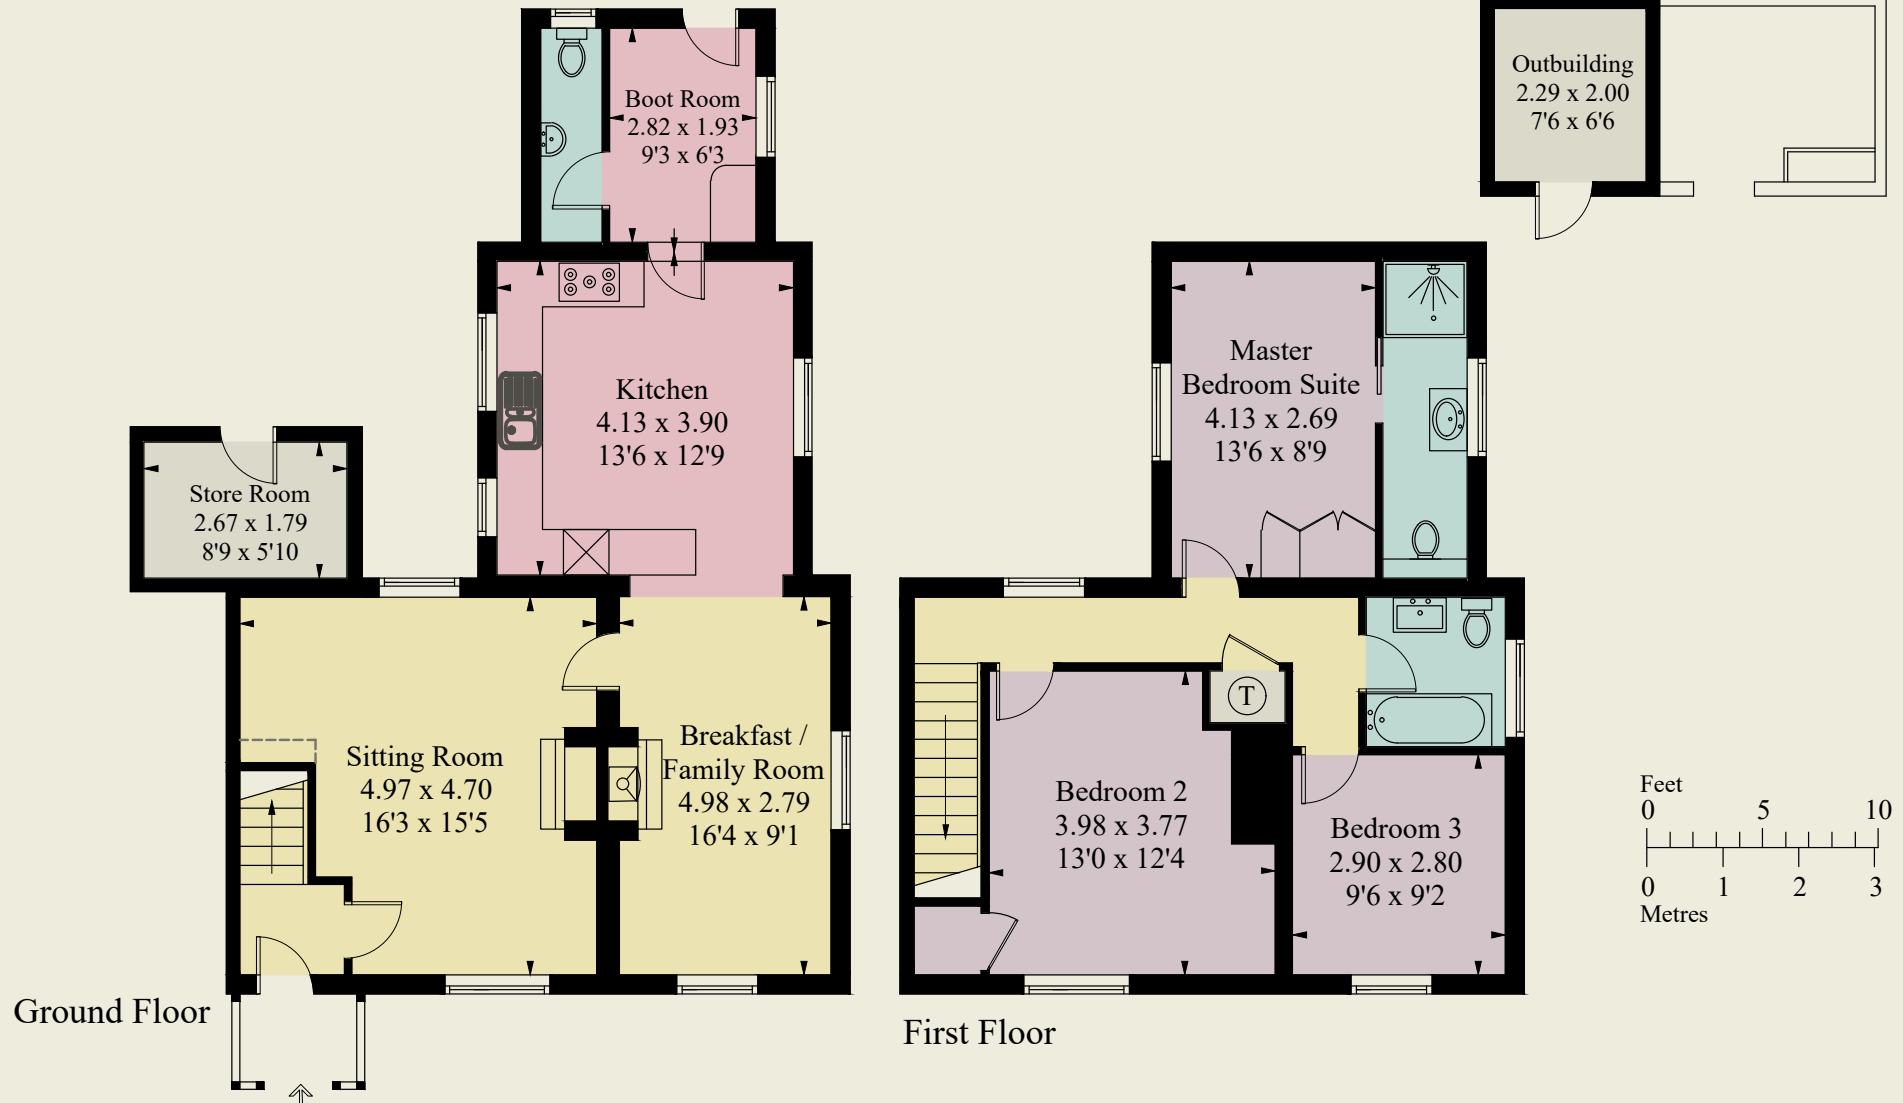 Boot Room
2.82 x 1.93
9'3 x 6'3
Kitchen
4.13 x 3.90
13'6 x 12'9
Store Room
2.67 x 1.79
8'9 x 5'10
Sitting Room
4.97 x 4.70
16'3 x 15'5
Breakfast /
Family Room
4.98 x 2.79
16'4 x 9'1
Ground Floor
Master
Bedroom Suite
4.13 x 2.69
13'6 x 8'9
T
Bedroom 2
3.98 x 3.77
13'0 x 12'4
Bedroom 3
2.90 x 2.80
9'6 x 9'2
First Floor
Outbuilding
2.29 x 2.00
7'6 x 6'6
Feet
0 5 10
0 1 2 3
Metres